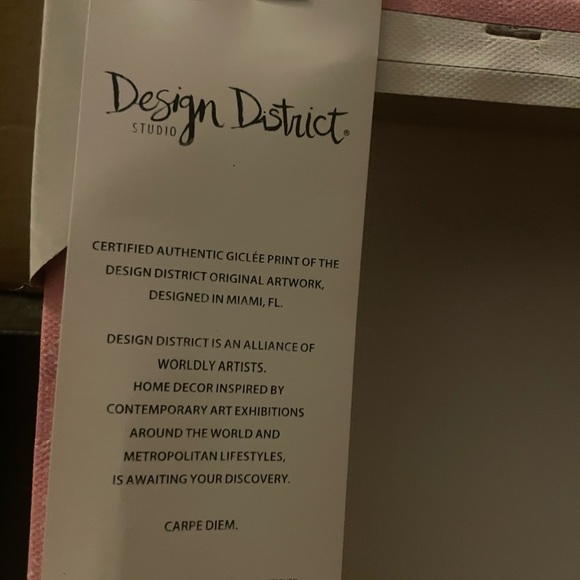 Design District®
STUDIO
CERTIFIED AUTHENTIC GICLÉE PRINT OF THE
DESIGN DISTRICT ORIGINAL ARTWORK,
DESIGNED IN MIAMI, FL.
DESIGN DISTRICT IS AN ALLIANCE OF
WORLDLY ARTISTS.
HOME DECOR INSPIRED BY
CONTEMPORARY ART EXHIBITIONS
AROUND THE WORLD AND
METROPOLITAN LIFESTYLES,
IS AWAITING YOUR DISCOVERY.
CARPE DIEM.